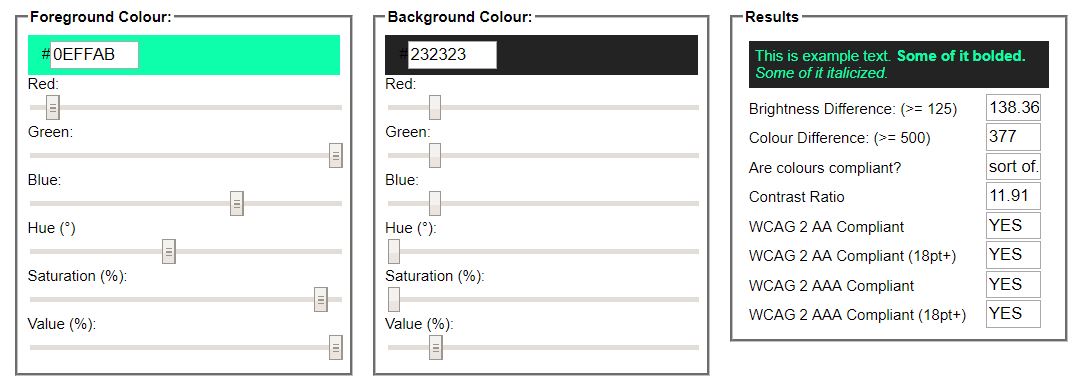 Foreground Colour:
#0EFFAB
Red:
Green:
Blue:
Hue (°)
Saturation (%):
Value (%):
Background Colour:
#232323
Red:
Green:
Blue:
Hue (°):
Saturation (%):
Value (%):
Results
This is example text. Some of it bolded.
Some of it italicized.
Brightness Difference: (>= 125) 138.36
Colour Difference: (>= 500) 377
Are colours compliant? sort of.
Contrast Ratio 11.91
WCAG 2 AA Compliant YES
WCAG 2 AA Compliant (18pt+) YES
WCAG 2 AAA Compliant YES
WCAG 2 AAA Compliant (18pt+) YES